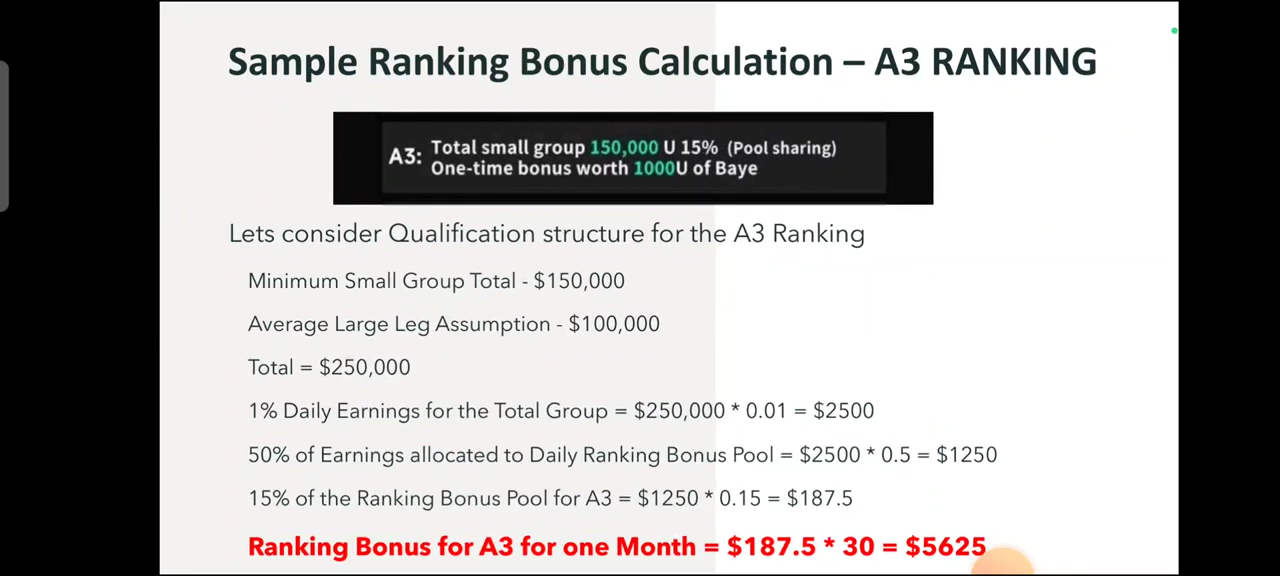 Sample Ranking Bonus Calculation – A3 RANKING
A3: Total small group 150,000 U 15% (Pool sharing)
One-time bonus worth 1000U of Baye
Lets consider Qualification structure for the A3 Ranking
Minimum Small Group Total - $150,000
Average Large Leg Assumption - $100,000
Total = $250,000
1% Daily Earnings for the Total Group = $250,000 * 0.01 = $2500
50% of Earnings allocated to Daily Ranking Bonus Pool = $2500 * 0.5 = $1250
15% of the Ranking Bonus Pool for A3 = $1250 * 0.15 = $187.5
Ranking Bonus for A3 for one Month = $187.5 * 30 = $5625